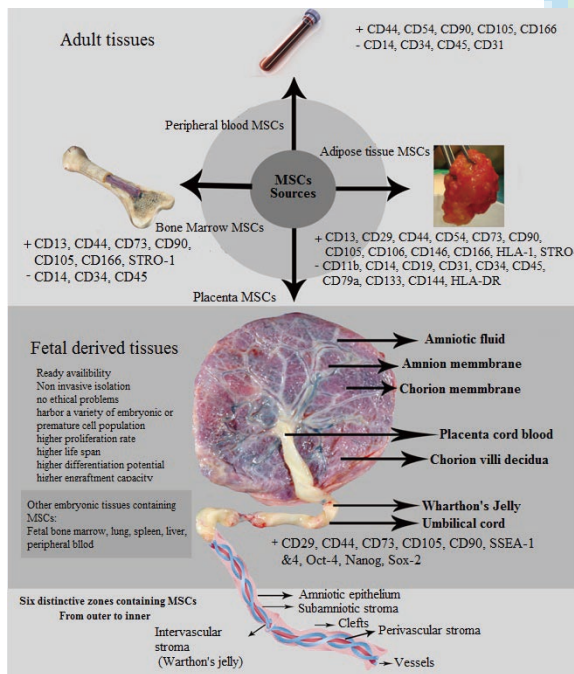 Adult tissues
+ CD44, CD54, CD90, CD105, CD166
- CD14, CD34, CD45, CD31
Peripheral blood MSCs
Adipose tissue MSCs
MSCs
Sources
Bone Marrow MSCs
+ CD13, CD44, CD73, CD90,
CD105, CD166, STRO-1
- CD14, CD34, CD45
+ CD13, CD29, CD44, CD54, CD73, CD90,
CD105, CD106, CD146, CD166, HLA-1, STRO-
- CD11b, CD14, CD19, CD31, CD34, CD45,
CD79a, CD133, CD144, HLA-DR
Placenta MSCs
Fetal derived tissues
Ready availibility
Non invasive isolation
no ethical problems
harbor a variety of embryonic or
premature cell population
higher proliferation rate
higher life span
higher differentiation potential
higher engraftment capacity
Other embryonic tissues containing
MSCs:
Fetal bone marrow, lung, spleen, liver,
peripheral bllod
Amniotic fluid
Amnion memmbrane
Chorion memmbrane
Placenta cord blood
Chorion villi decidua
Wharthon's Jelly
Umbilical cord
+ CD29, CD44, CD73, CD105, CD90, SSEA-1
&4, Oct-4, Nanog, Sox-2
Six distinctive zones containing MSCs
From outer to inner
Amniotic epithelium
Subamniotic stroma
Clefts
Perivascular stroma
Intervascular
stroma
(Warthon's jelly)
Vessels